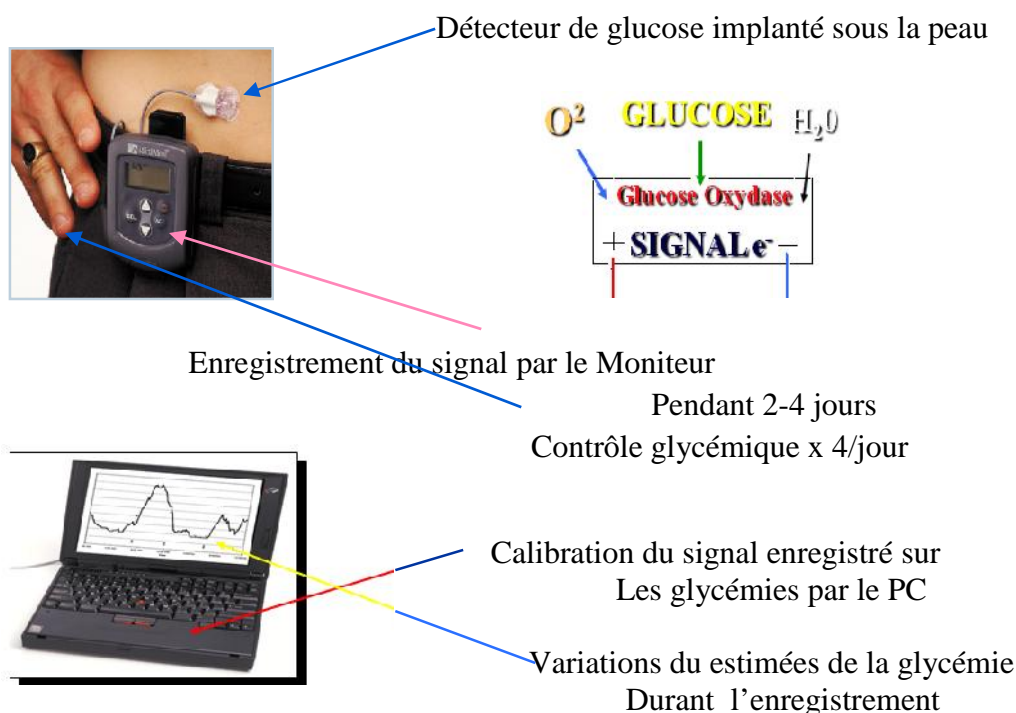 Détecteur de glucose implanté sous la peau
O² GLUCOSE H₂0
Glucose Oxydase
+ SIGNAL e⁻ –
Enregistrement du signal par le Moniteur
Pendant 2-4 jours
Contrôle glycémique x 4/jour
Calibration du signal enregistré sur
Les glycémies par le PC
Variations du estimées de la glycémie
Durant l’enregistrement